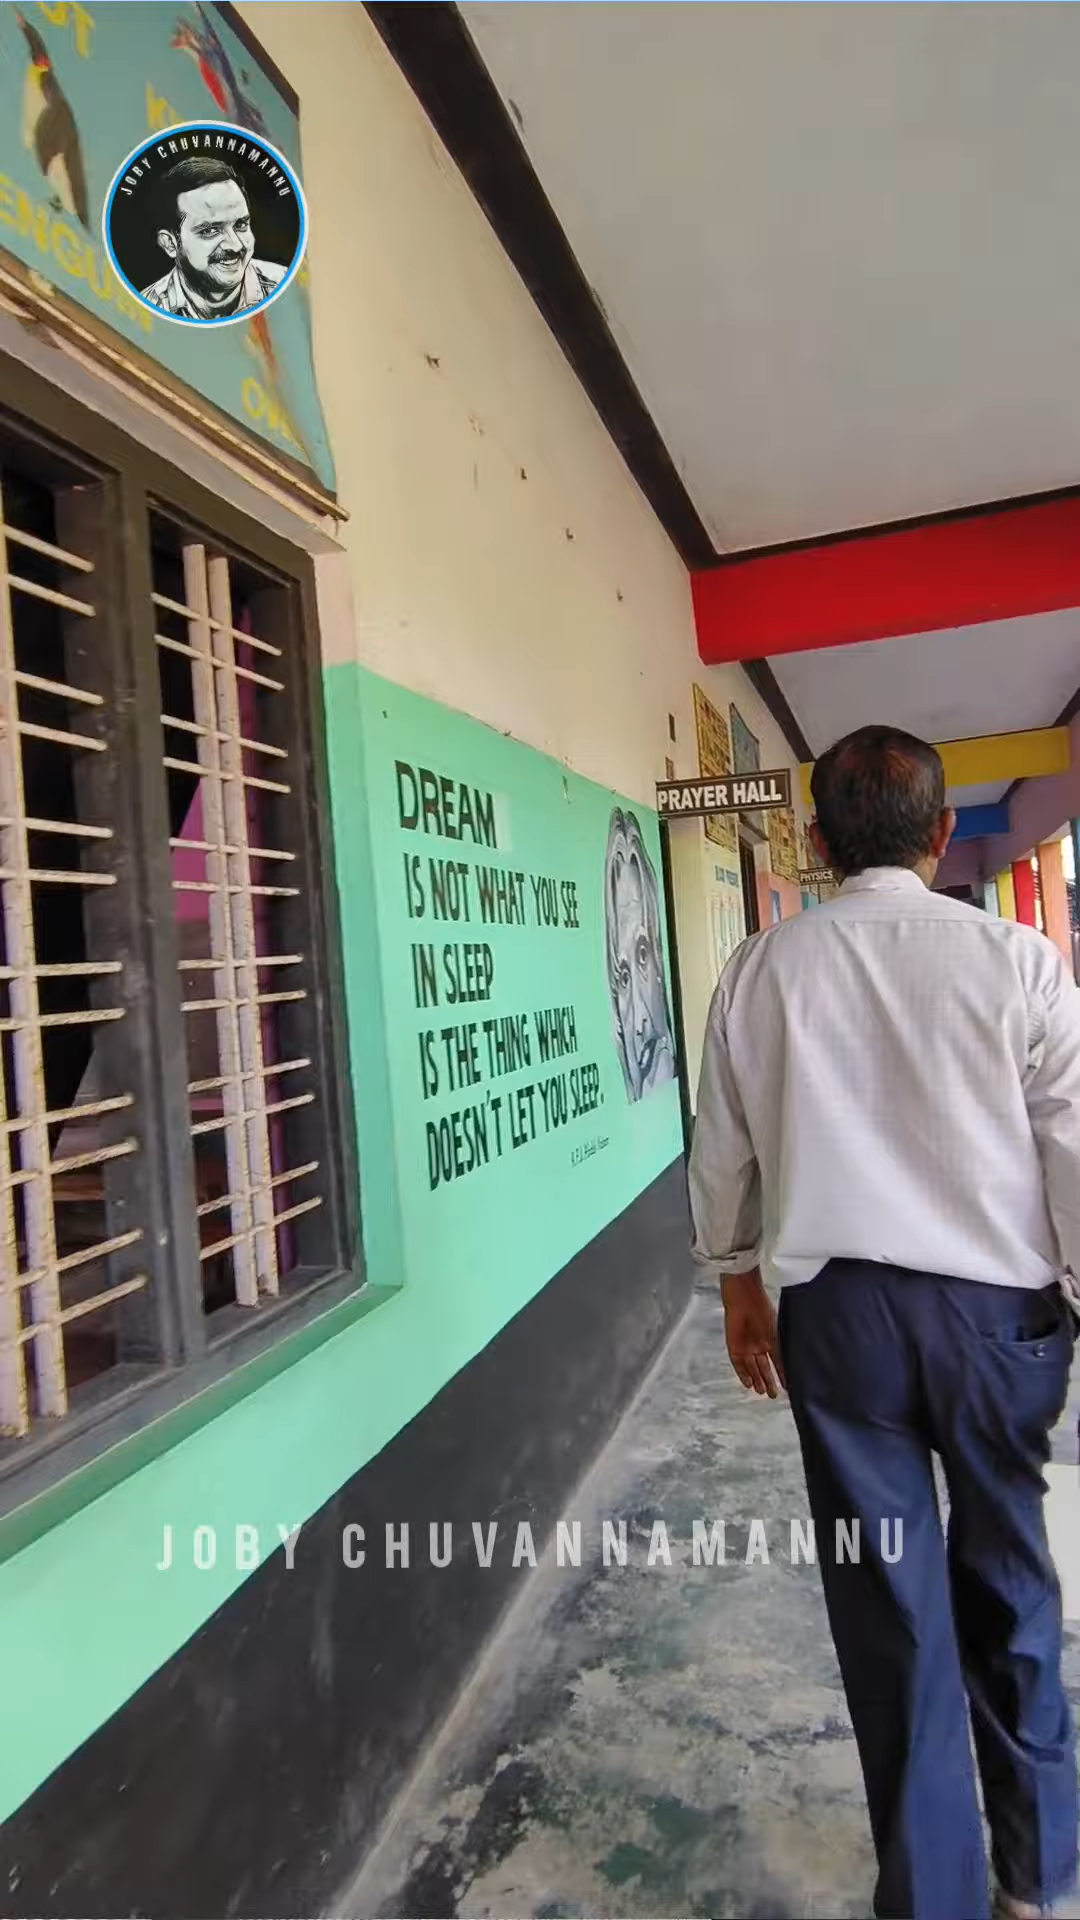 JOBY CHUVANNAMANNU
DREAM
IS NOT WHAT YOU SEE
IN SLEEP
IS THE THING WHICH
DOESN'T LET YOU SLEEP.
PRAYER HALL
PHYSICS
JOBY CHUVANNAMANNU